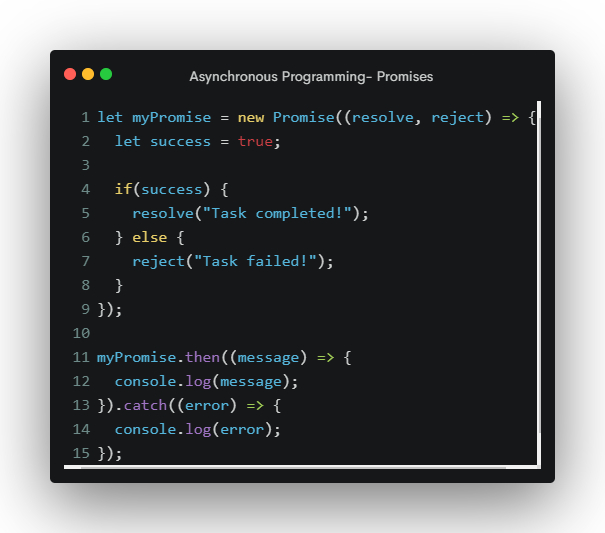 Asynchronous Programming- Promises
1 let myPromise = new Promise((resolve, reject) => {
2   let success = true;
3
4   if(success) {
5     resolve("Task completed!");
6   } else {
7     reject("Task failed!");
8   }
9 });
10
11 myPromise.then((message) => {
12   console.log(message);
13 }).catch((error) => {
14   console.log(error);
15 });